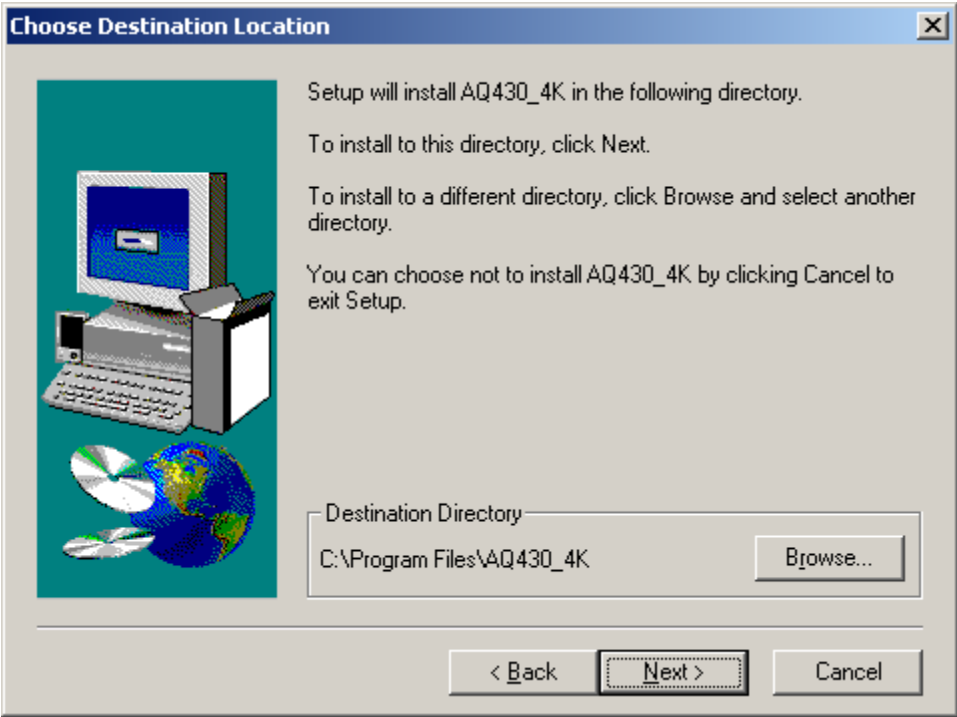 Choose Destination Location
Setup will install AQ430_4K in the following directory.
To install to this directory, click Next.
To install to a different directory, click Browse and select another
directory.
You can choose not to install AQ430_4K by clicking Cancel to
exit Setup.
Destination Directory
C:\Program Files\AQ430_4K
Browse...
< Back
Next >
Cancel